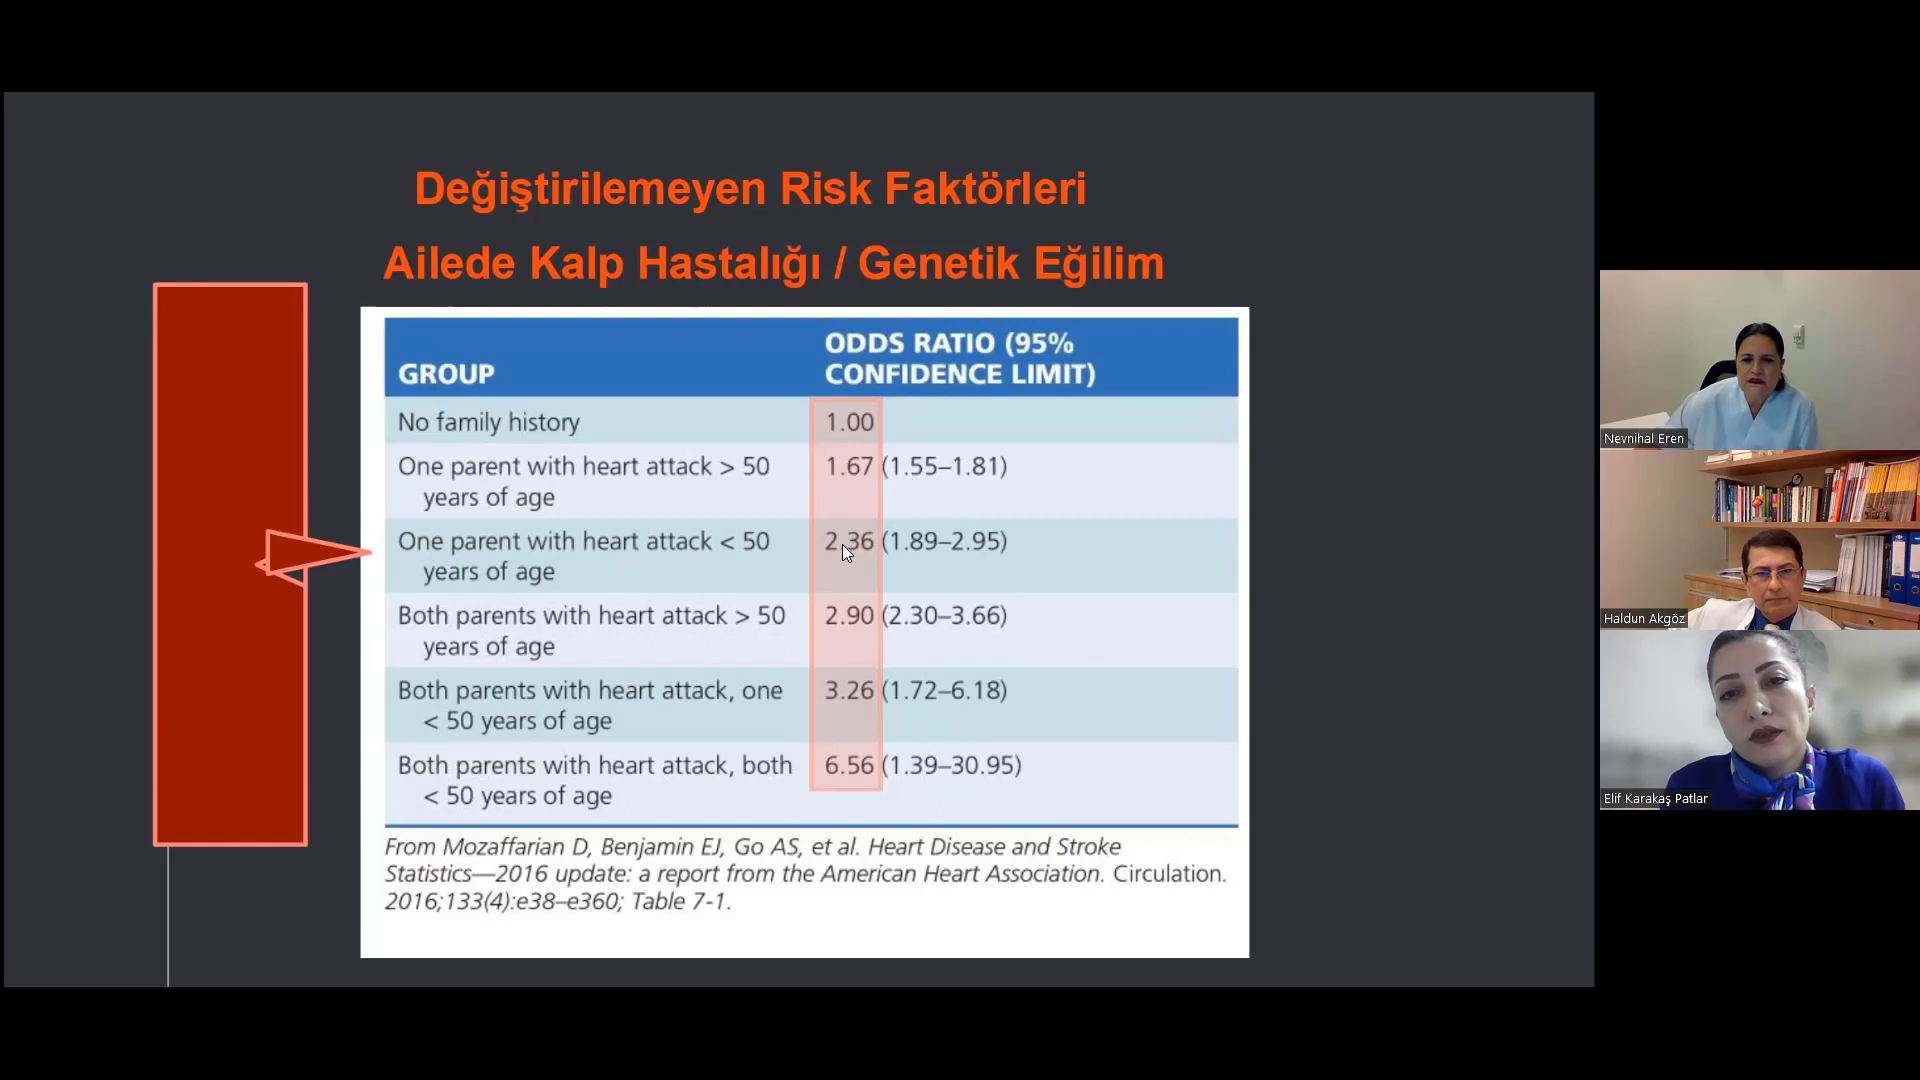 Değiştirilemeyen Risk Faktörleri
Ailede Kalp Hastalığı / Genetik Eğilim
GROUP
ODDS RATIO (95%
CONFIDENCE LIMIT)
No family history 1.00
One parent with heart attack > 50 1.67 (1.55–1.81)
years of age
One parent with heart attack < 50 2.36 (1.89–2.95)
years of age
Both parents with heart attack > 50 2.90 (2.30–3.66)
years of age
Both parents with heart attack, one 3.26 (1.72–6.18)
< 50 years of age
Both parents with heart attack, both 6.56 (1.39–30.95)
< 50 years of age
From Mozaffarian D, Benjamin EJ, Go AS, et al. Heart Disease and Stroke
Statistics—2016 update: a report from the American Heart Association. Circulation.
2016;133(4):e38–e360; Table 7-1.
Nevnihal Eren
Haldun Akgöz
Elif Karakaş Patlar